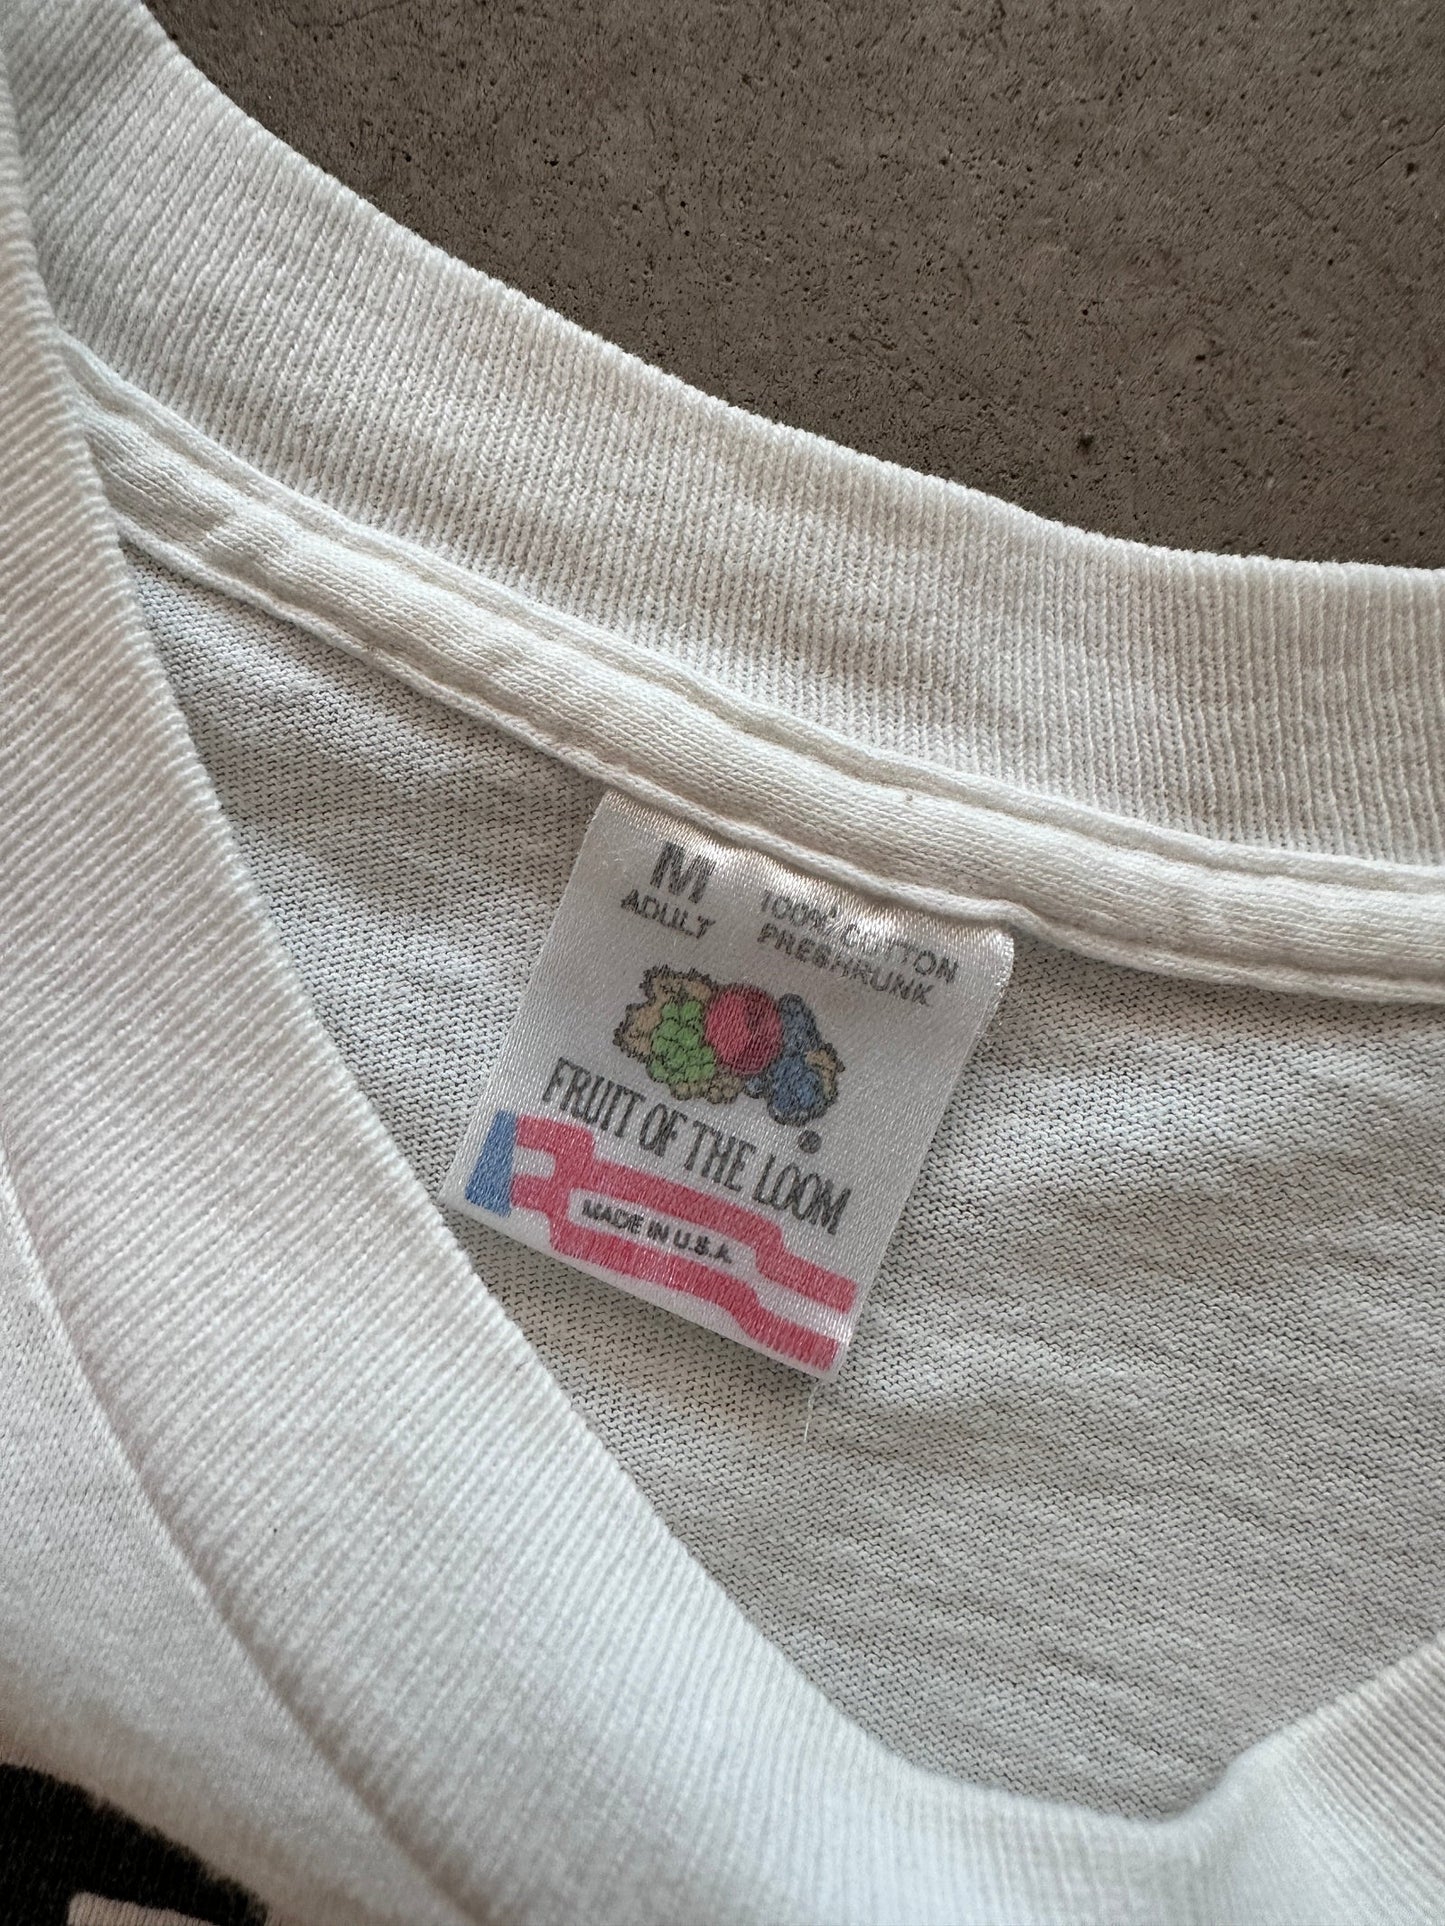 M
ADULT
100% COTTON
PRESHRUNK
FRUIT OF THE LOOM ®
MADE IN U.S.A.